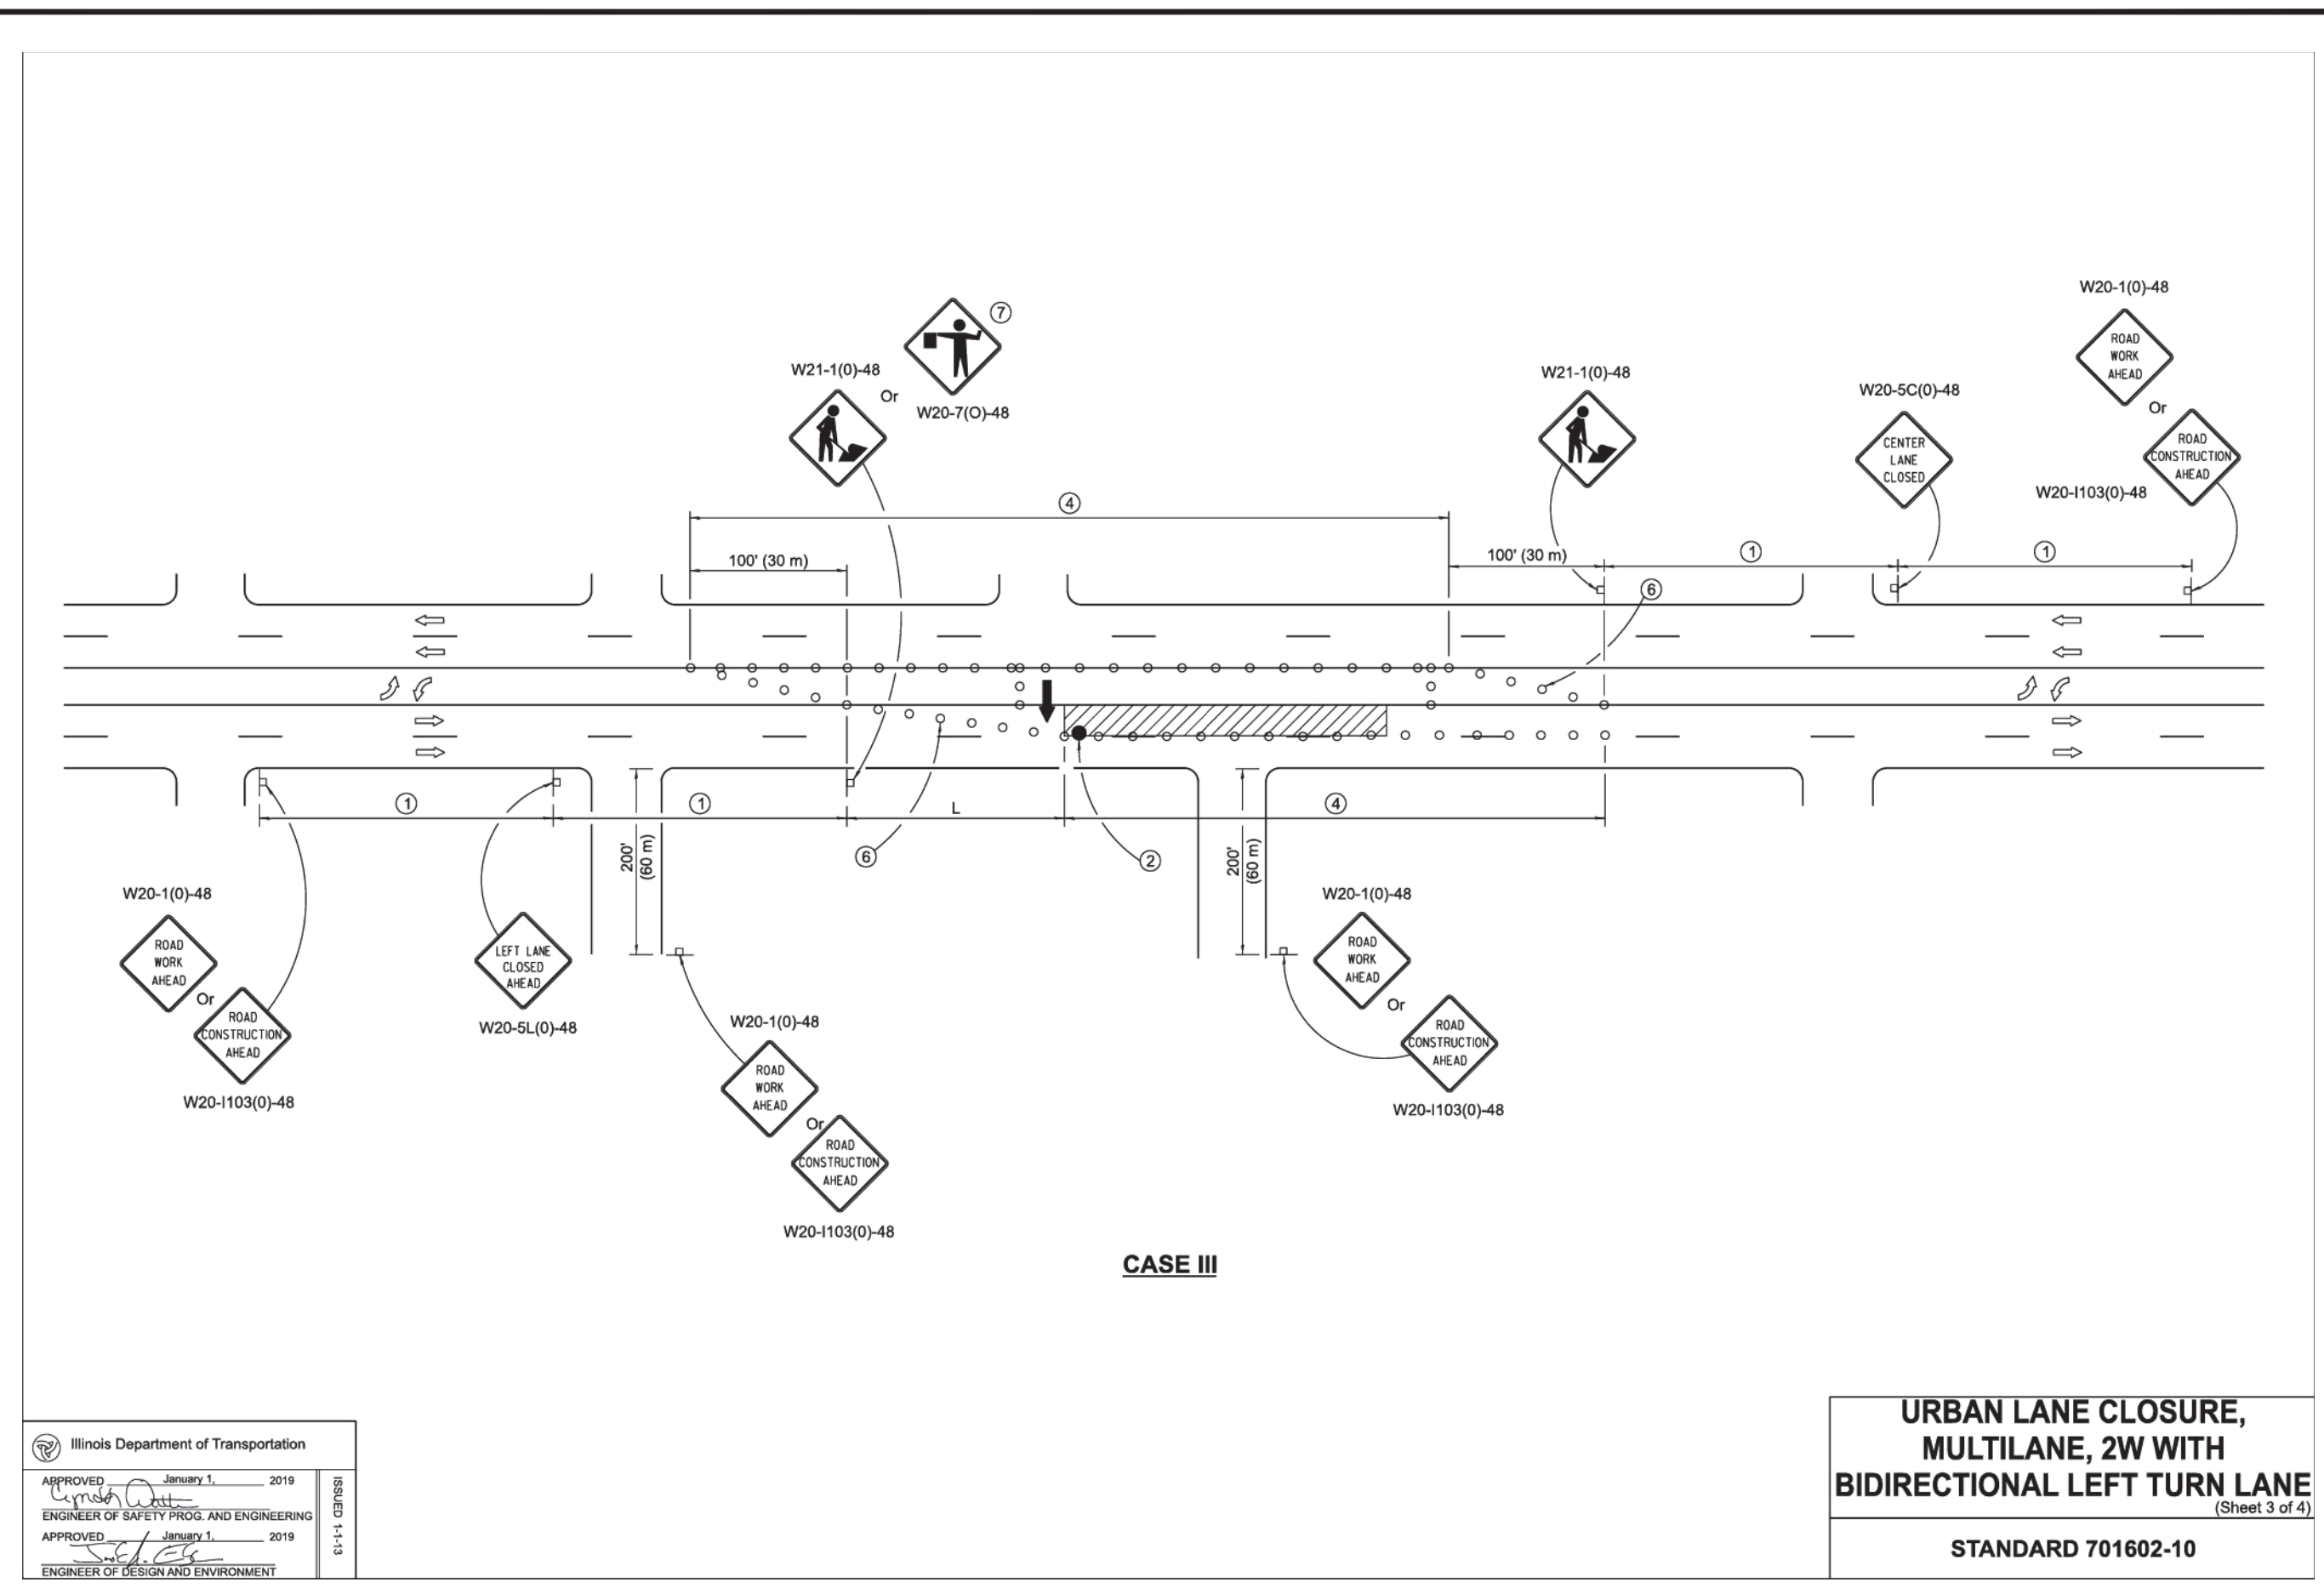 W20-1(0)-48
ROAD
WORK
AHEAD
Or
ROAD
CONSTRUCTION
AHEAD
W20-I103(0)-48
W20-5C(0)-48
CENTER
LANE
CLOSED
W21-1(0)-48
7
W21-1(0)-48
Or
W20-7(O)-48
4
100' (30 m)
100' (30 m)
1
1
6
1
1
L
4
200'
(60 m)
200'
(60 m)
6
2
W20-1(0)-48
ROAD
WORK
AHEAD
Or
ROAD
CONSTRUCTION
AHEAD
W20-I103(0)-48
LEFT LANE
CLOSED
AHEAD
W20-5L(0)-48
W20-1(0)-48
ROAD
WORK
AHEAD
Or
ROAD
CONSTRUCTION
AHEAD
W20-I103(0)-48
W20-1(0)-48
ROAD
WORK
AHEAD
Or
ROAD
CONSTRUCTION
AHEAD
W20-I103(0)-48
CASE III
Illinois Department of Transportation
APPROVED January 1, 2019
ENGINEER OF SAFETY PROG. AND ENGINEERING
APPROVED January 1, 2019
ENGINEER OF DESIGN AND ENVIRONMENT
ISSUED 1-1-13
URBAN LANE CLOSURE,
MULTILANE, 2W WITH
BIDIRECTIONAL LEFT TURN LANE
(Sheet 3 of 4)
STANDARD 701602-10